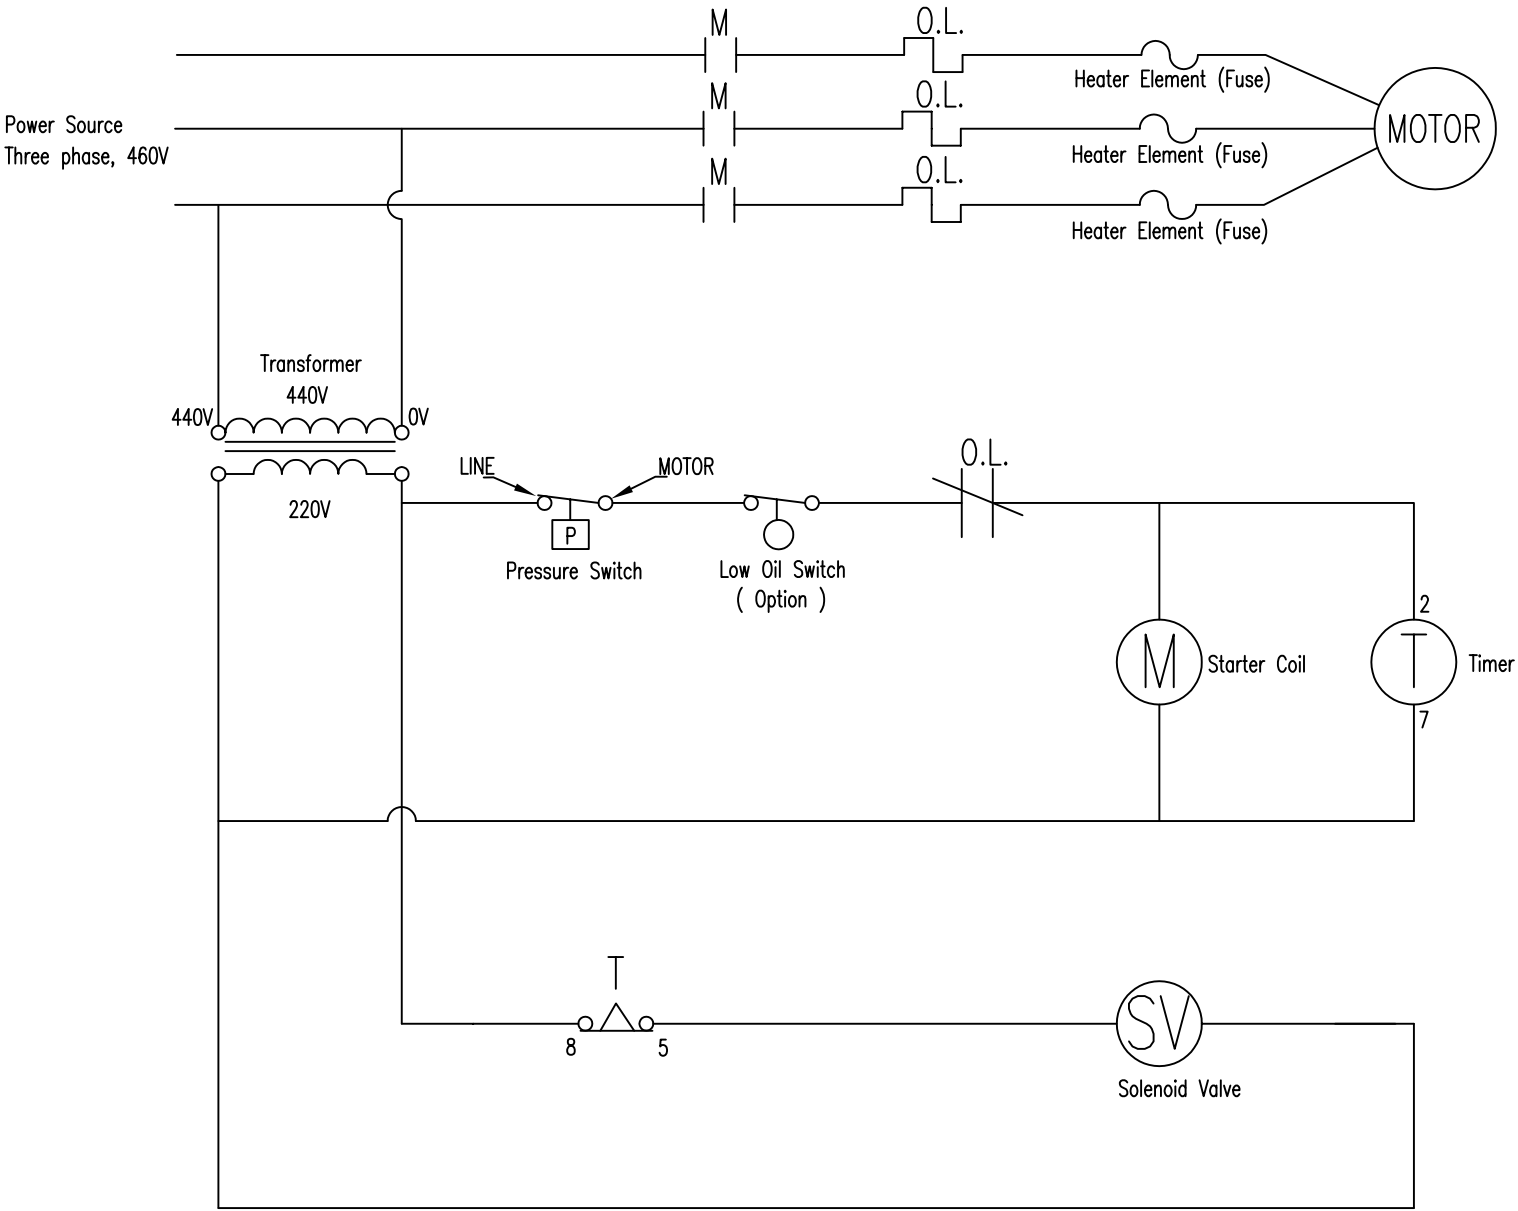 M
O.L.
Heater Element (Fuse)
M
O.L.
Power Source
Three phase, 460V
MOTOR
Heater Element (Fuse)
M
O.L.
Heater Element (Fuse)
Transformer
440V
440V
0V
220V
LINE
MOTOR
O.L.
P
Pressure Switch
Low Oil Switch
( Option )
2
M
Starter Coil
T
Timer
7
T
8
5
SV
Solenoid Valve